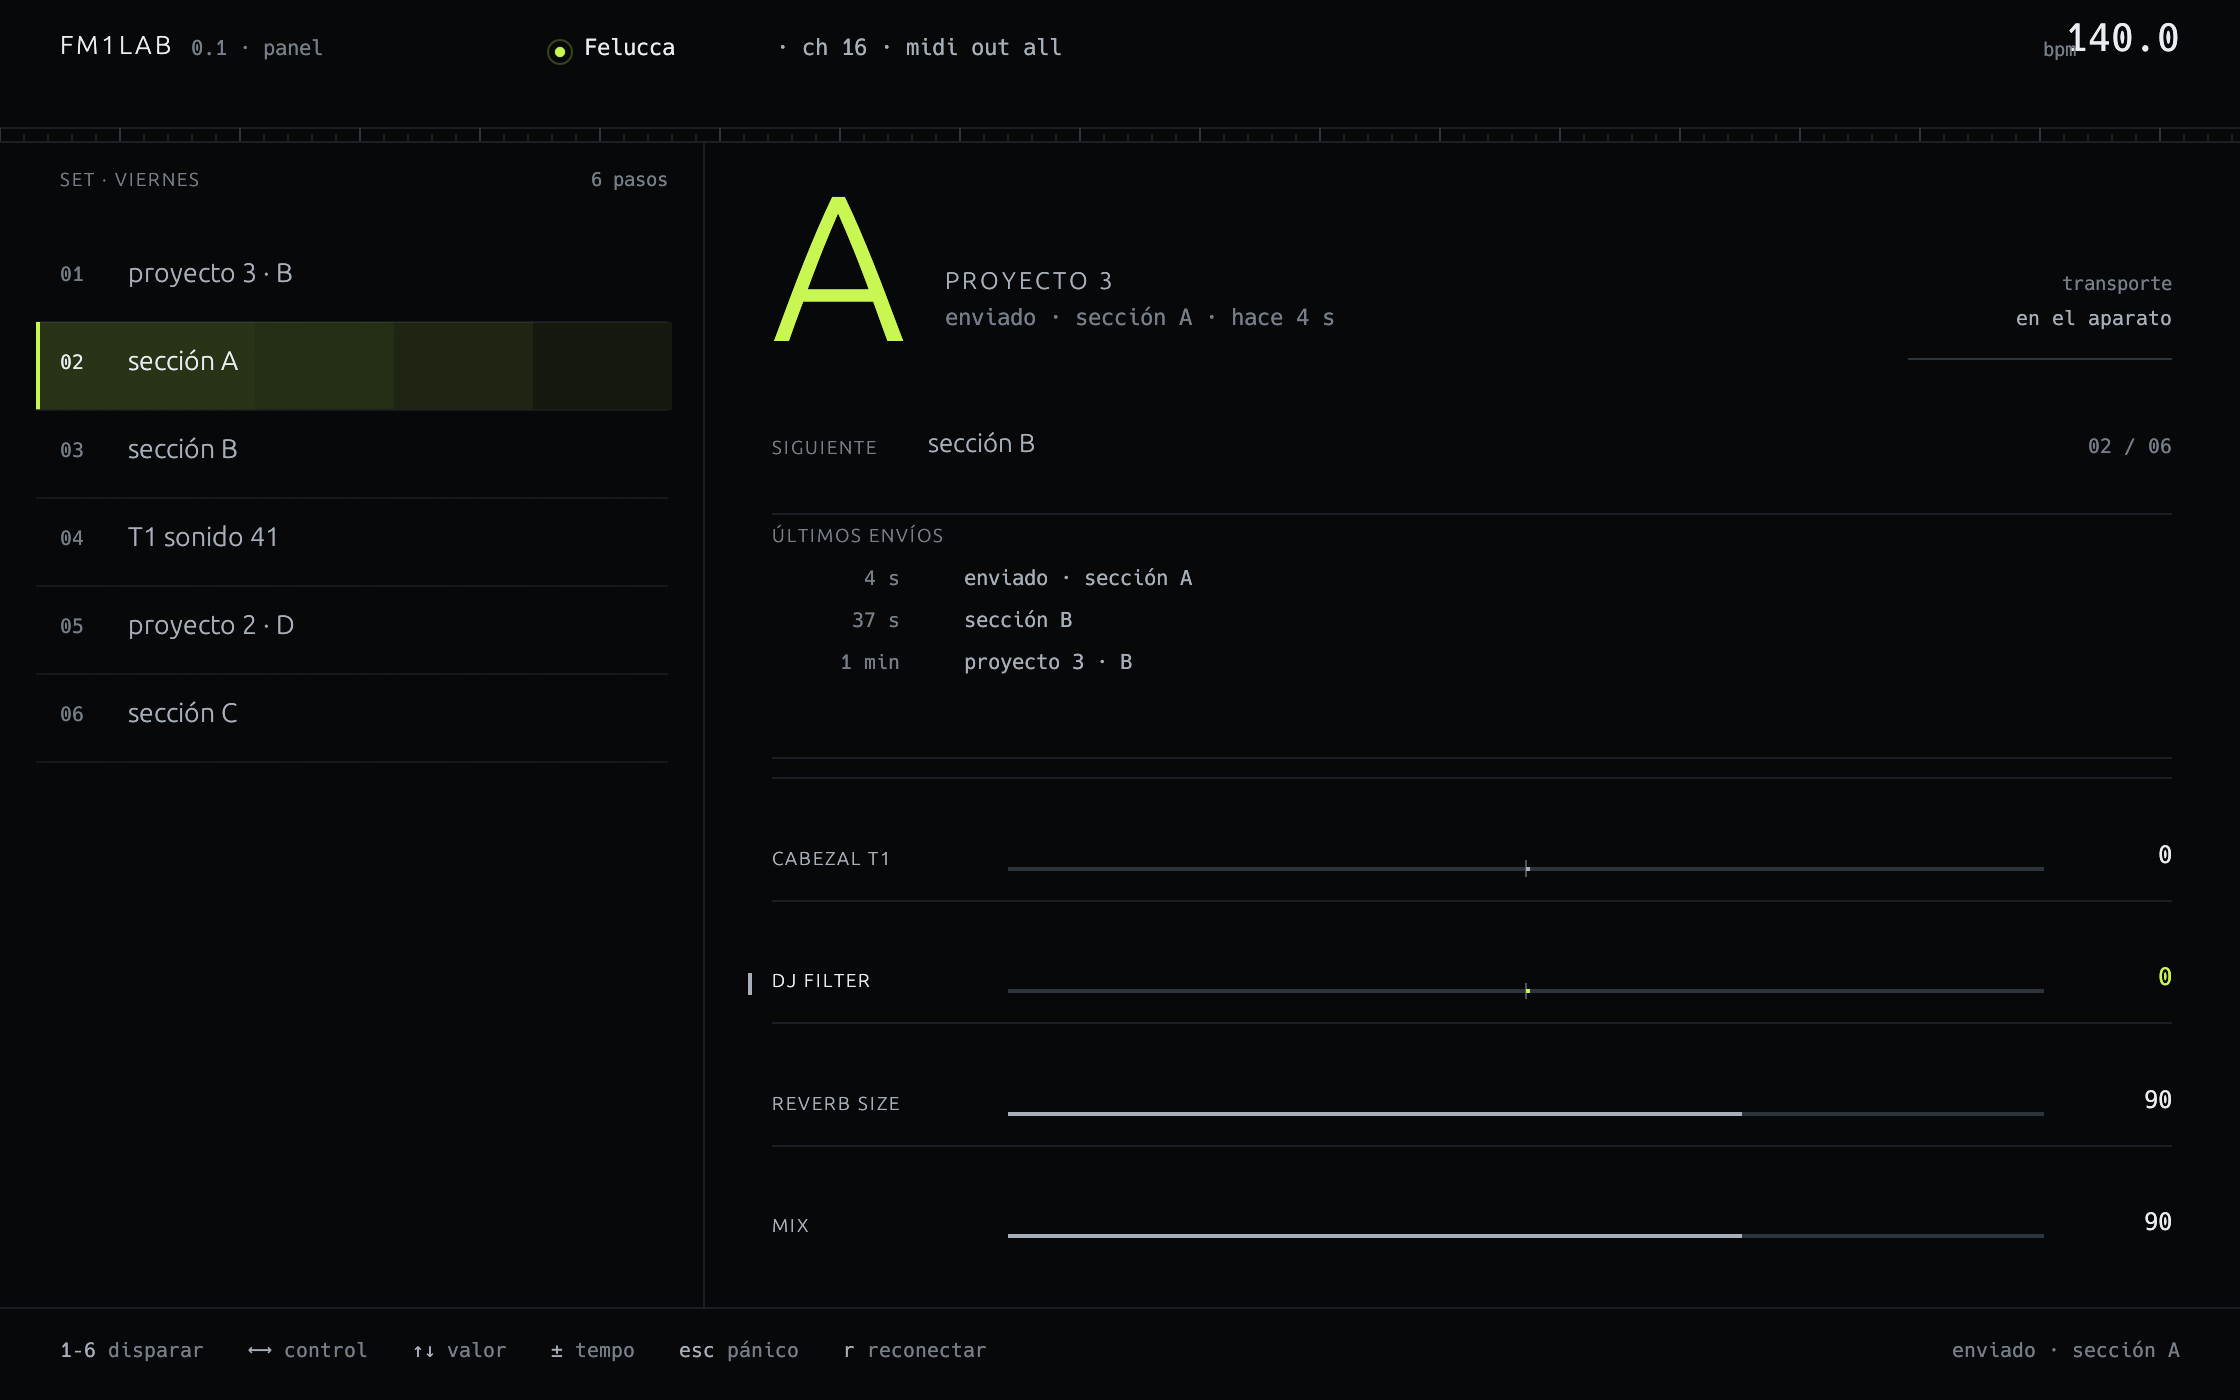 FM1LAB 0.1 · panel Felucca · ch 16 · midi out all bpm 140.0
SET · VIERNES 6 pasos
01 proyecto 3 · B
02 sección A
03 sección B
04 T1 sonido 41
05 proyecto 2 · D
06 sección C
A
PROYECTO 3
enviado · sección A · hace 4 s
transporte
en el aparato
SIGUIENTE sección B 02 / 06
ÚLTIMOS ENVÍOS
4 s enviado · sección A
37 s sección B
1 min proyecto 3 · B
CABEZAL T1 0
DJ FILTER 0
REVERB SIZE 90
MIX 90
1-6 disparar ←→ control ↑↓ valor ± tempo esc pánico r reconectar enviado · sección A